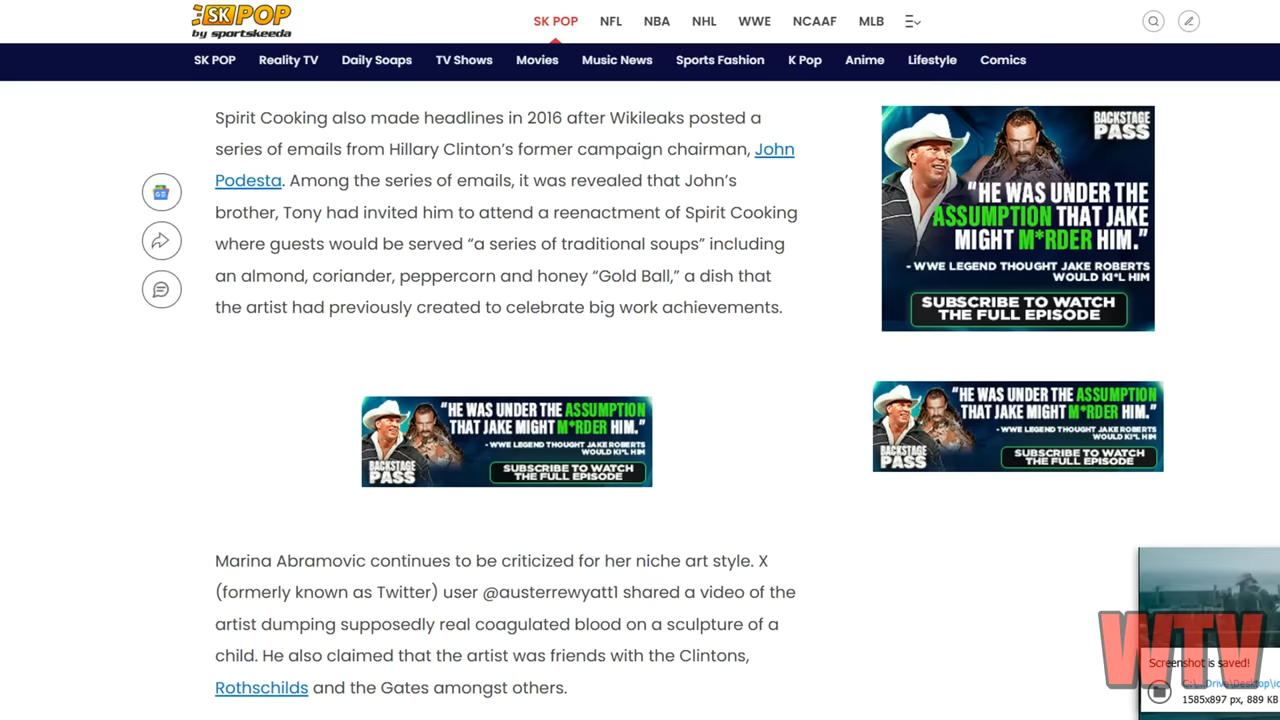 SK POP
by sportskeeda
SK POP NFL NBA NHL WWE NCAAF MLB
SK POP Reality TV Daily Soaps TV Shows Movies Music News Sports Fashion K Pop Anime Lifestyle Comics
Spirit Cooking also made headlines in 2016 after Wikileaks posted a
series of emails from Hillary Clinton's former campaign chairman, John
Podesta. Among the series of emails, it was revealed that John's
brother, Tony had invited him to attend a reenactment of Spirit Cooking
where guests would be served “a series of traditional soups” including
an almond, coriander, peppercorn and honey “Gold Ball,” a dish that
the artist had previously created to celebrate big work achievements.
BACKSTAGE
PASS
“HE WAS UNDER THE
ASSUMPTION THAT JAKE
MIGHT M*RDER HIM.”
- WWE LEGEND THOUGHT JAKE ROBERTS
WOULD KI*L HIM
SUBSCRIBE TO WATCH
THE FULL EPISODE
“HE WAS UNDER THE ASSUMPTION
THAT JAKE MIGHT M*RDER HIM.”
- WWE LEGEND THOUGHT JAKE ROBERTS
WOULD KI*L HIM
BACKSTAGE
PASS
SUBSCRIBE TO WATCH
THE FULL EPISODE
“HE WAS UNDER THE ASSUMPTION
THAT JAKE MIGHT M*RDER HIM.”
- WWE LEGEND THOUGHT JAKE ROBERTS
WOULD KI*L HIM
BACKSTAGE
PASS
SUBSCRIBE TO WATCH
THE FULL EPISODE
Marina Abramovic continues to be criticized for her niche art style. X
(formerly known as Twitter) user @austerrewyatt1 shared a video of the
artist dumping supposedly real coagulated blood on a sculpture of a
child. He also claimed that the artist was friends with the Clintons,
Rothschilds and the Gates amongst others.
WTV
Screenshot is saved!
C:\...Drive\Desktop\
1585x897 px, 889 KB